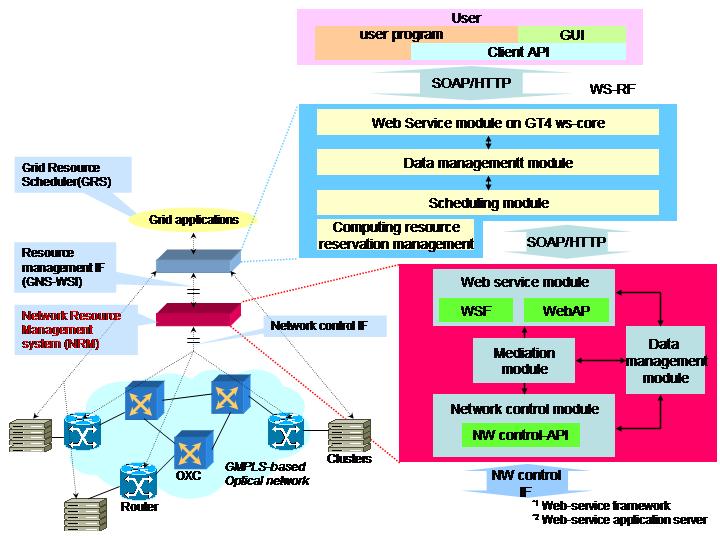 User
user program
GUI
Client API
SOAP/HTTP
WS-RF
Web Service module on GT4 ws-core
Data managementt module
Scheduling module
Computing resource
reservation management
SOAP/HTTP
Grid Resource
Scheduler(GRS)
Grid applications
Resource
management IF
(GNS-WSI)
Network Resource
Management
system (NRM)
Network control IF
Web service module
WSF
WebAP
Mediation
module
Data
management
module
Network control module
NW control-API
NW control
IF
OXC
GMPLS-based
Optical network
Clusters
Router
*1 Web-service framework
*2 Web-service application server